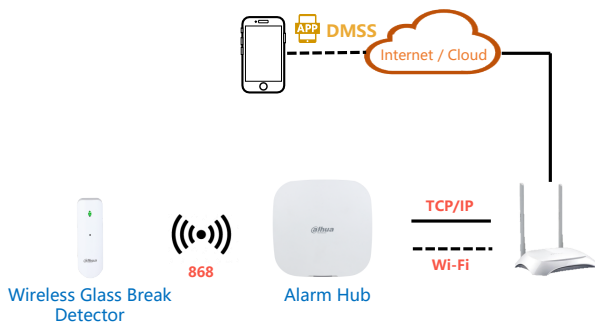 APP DMSS
Internet / Cloud
TCP/IP
alhua
868
Wi-Fi
Wireless Glass Break
Detector
Alarm Hub